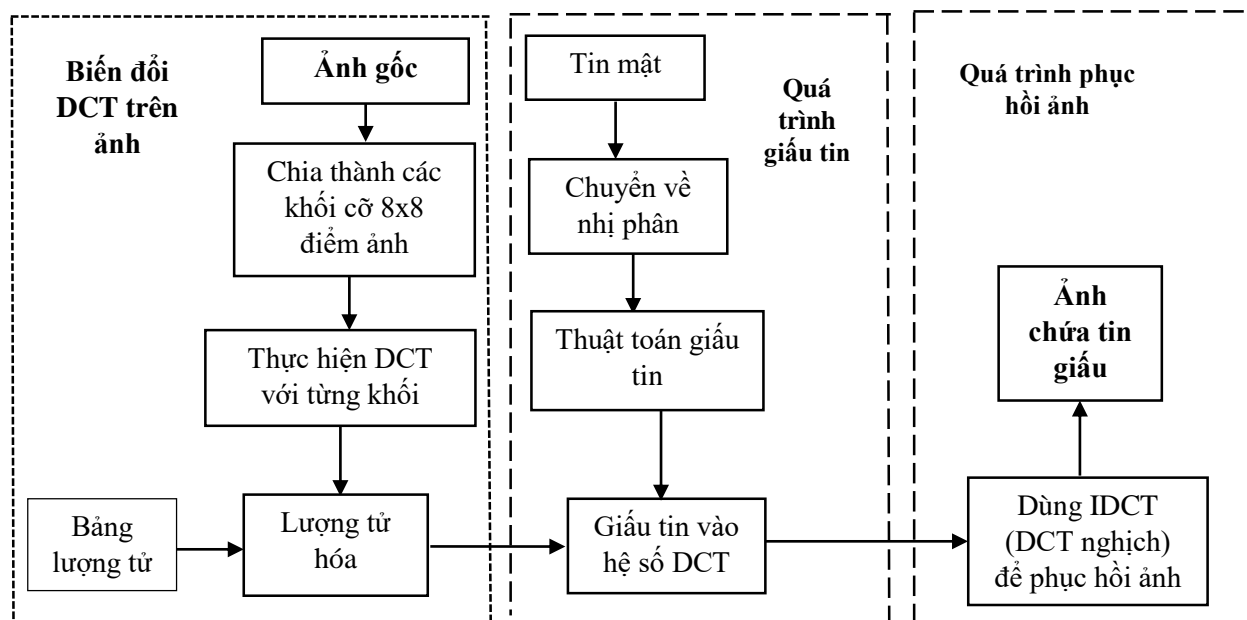 Biến đổi
DCT trên
ảnh
Ảnh gốc
Chia thành các
khối cỡ 8x8
điểm ảnh
Thực hiện DCT
với từng khối
Bảng
lượng tử
Lượng tử
hóa
Tin mật
Quá
trình
giấu tin
Chuyển về
nhị phân
Thuật toán giấu
tin
Giấu tin vào
hệ số DCT
Quá trình phục
hồi ảnh
Ảnh
chứa tin
giấu
Dùng IDCT
(DCT nghịch)
để phục hồi ảnh